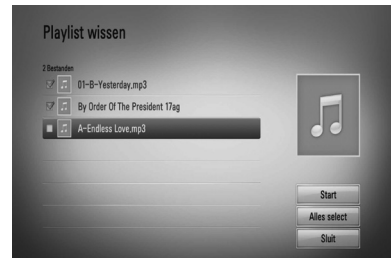 Playlist wissen
2 Bestanden
01-B-Yesterday.mp3
By Order Of The President 17ag
A-Endless Love.mp3
Start
Alles select
Sluit